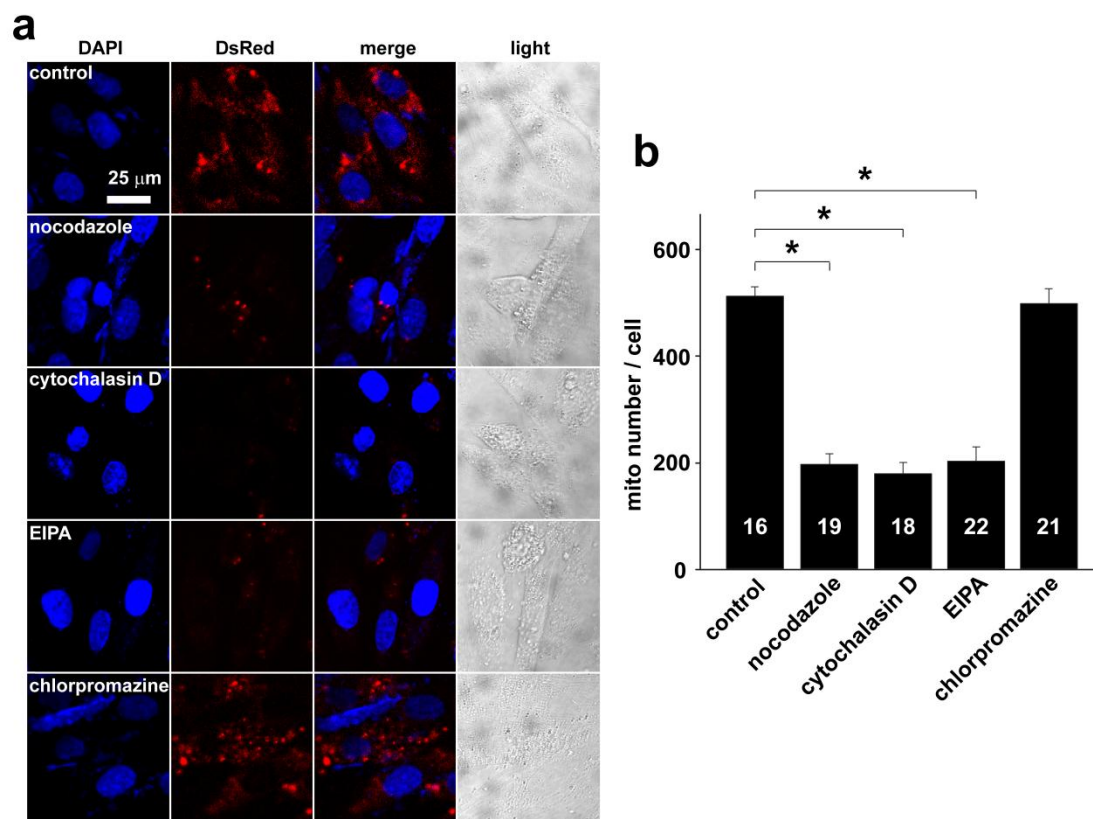 a
DAPI DsRed merge light
control
25 μm
nocodazole
cytochalasin D
EIPA
chlorpromazine
b
*
*
*
mito number / cell
600
400
200
0
16 19 18 22 21
control nocodazole cytochalasin D EIPA chlorpromazine